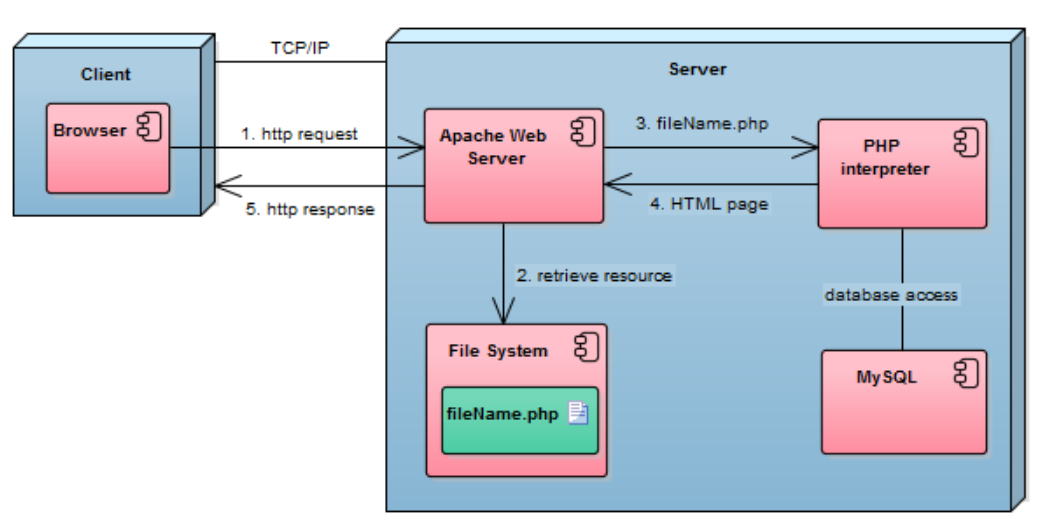 TCP/IP
Client
Server
Browser
1. http request
Apache Web
Server
3. fileName.php
PHP
interpreter
5. http response
4. HTML page
2. retrieve resource
database access
File System
fileName.php
MySQL